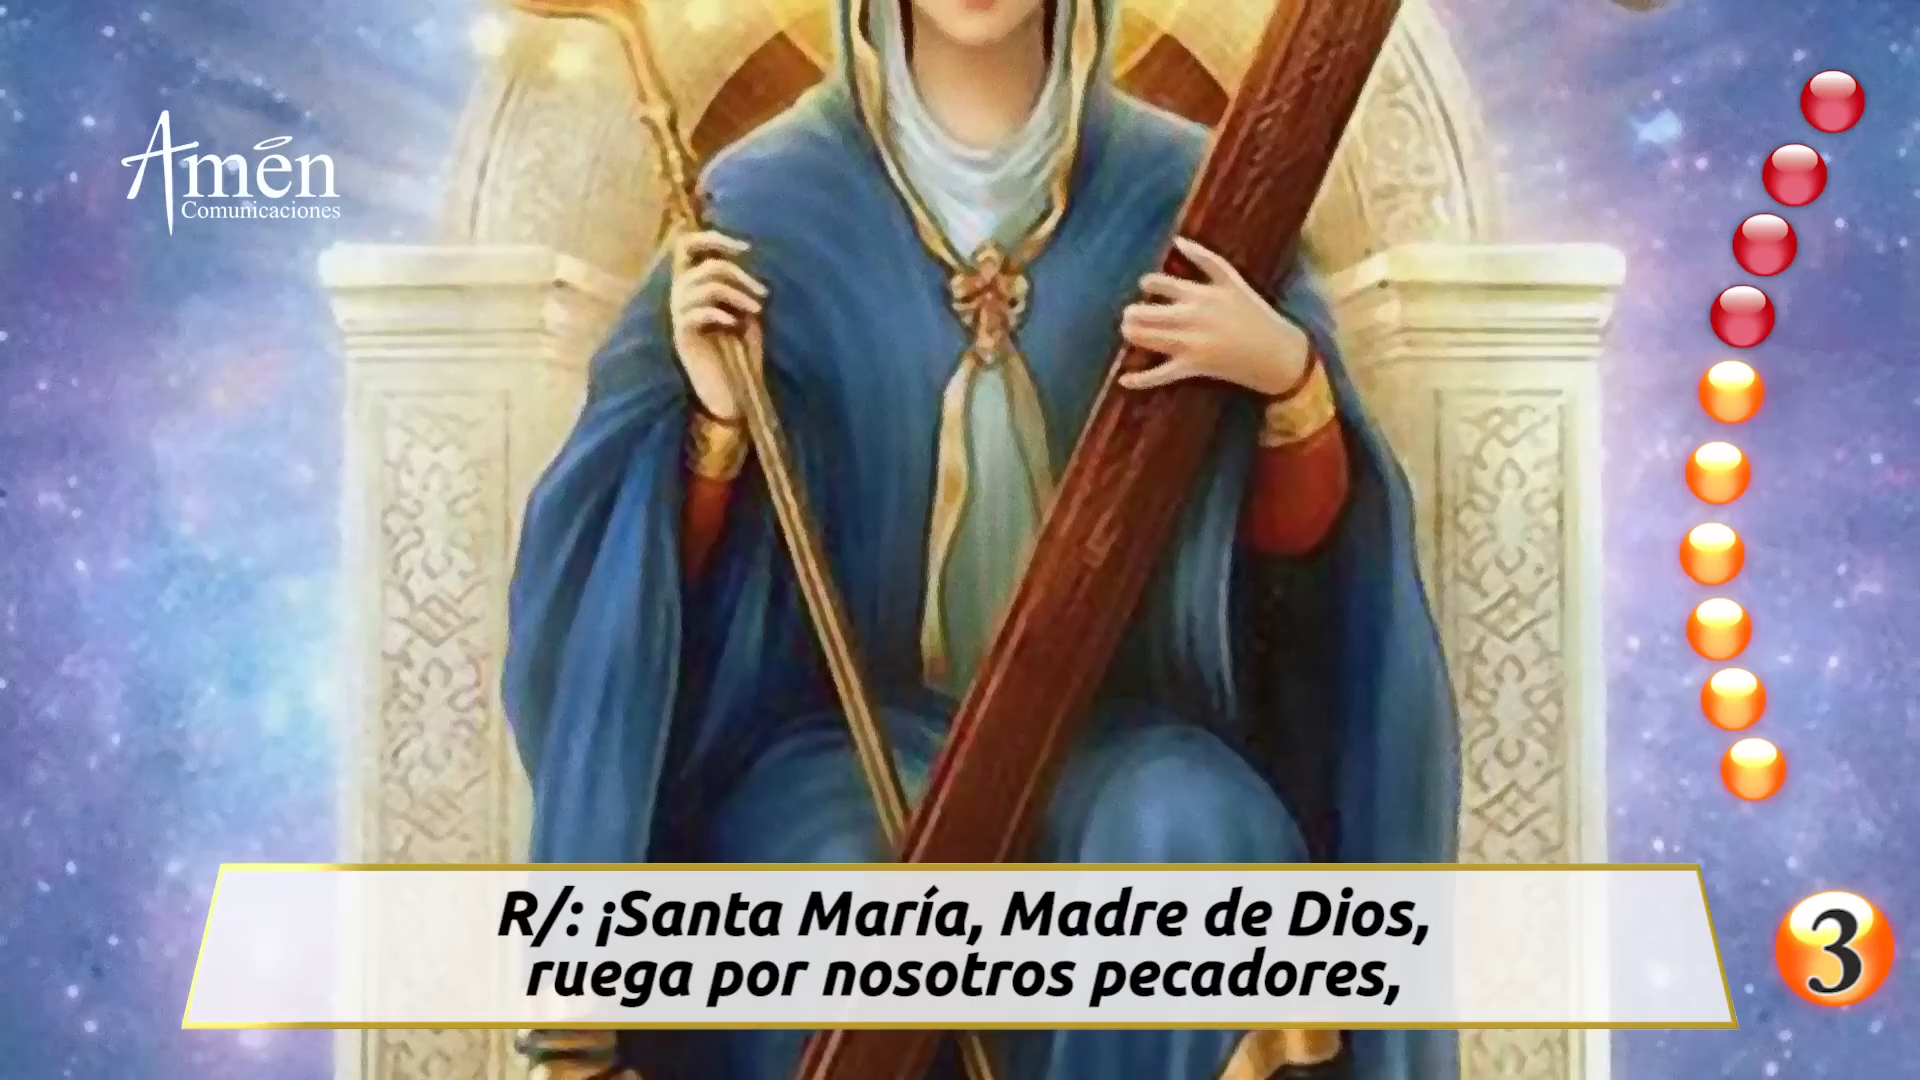 Amén
Comunicaciones
R/: ¡Santa María, Madre de Dios,
ruega por nosotros pecadores,
3